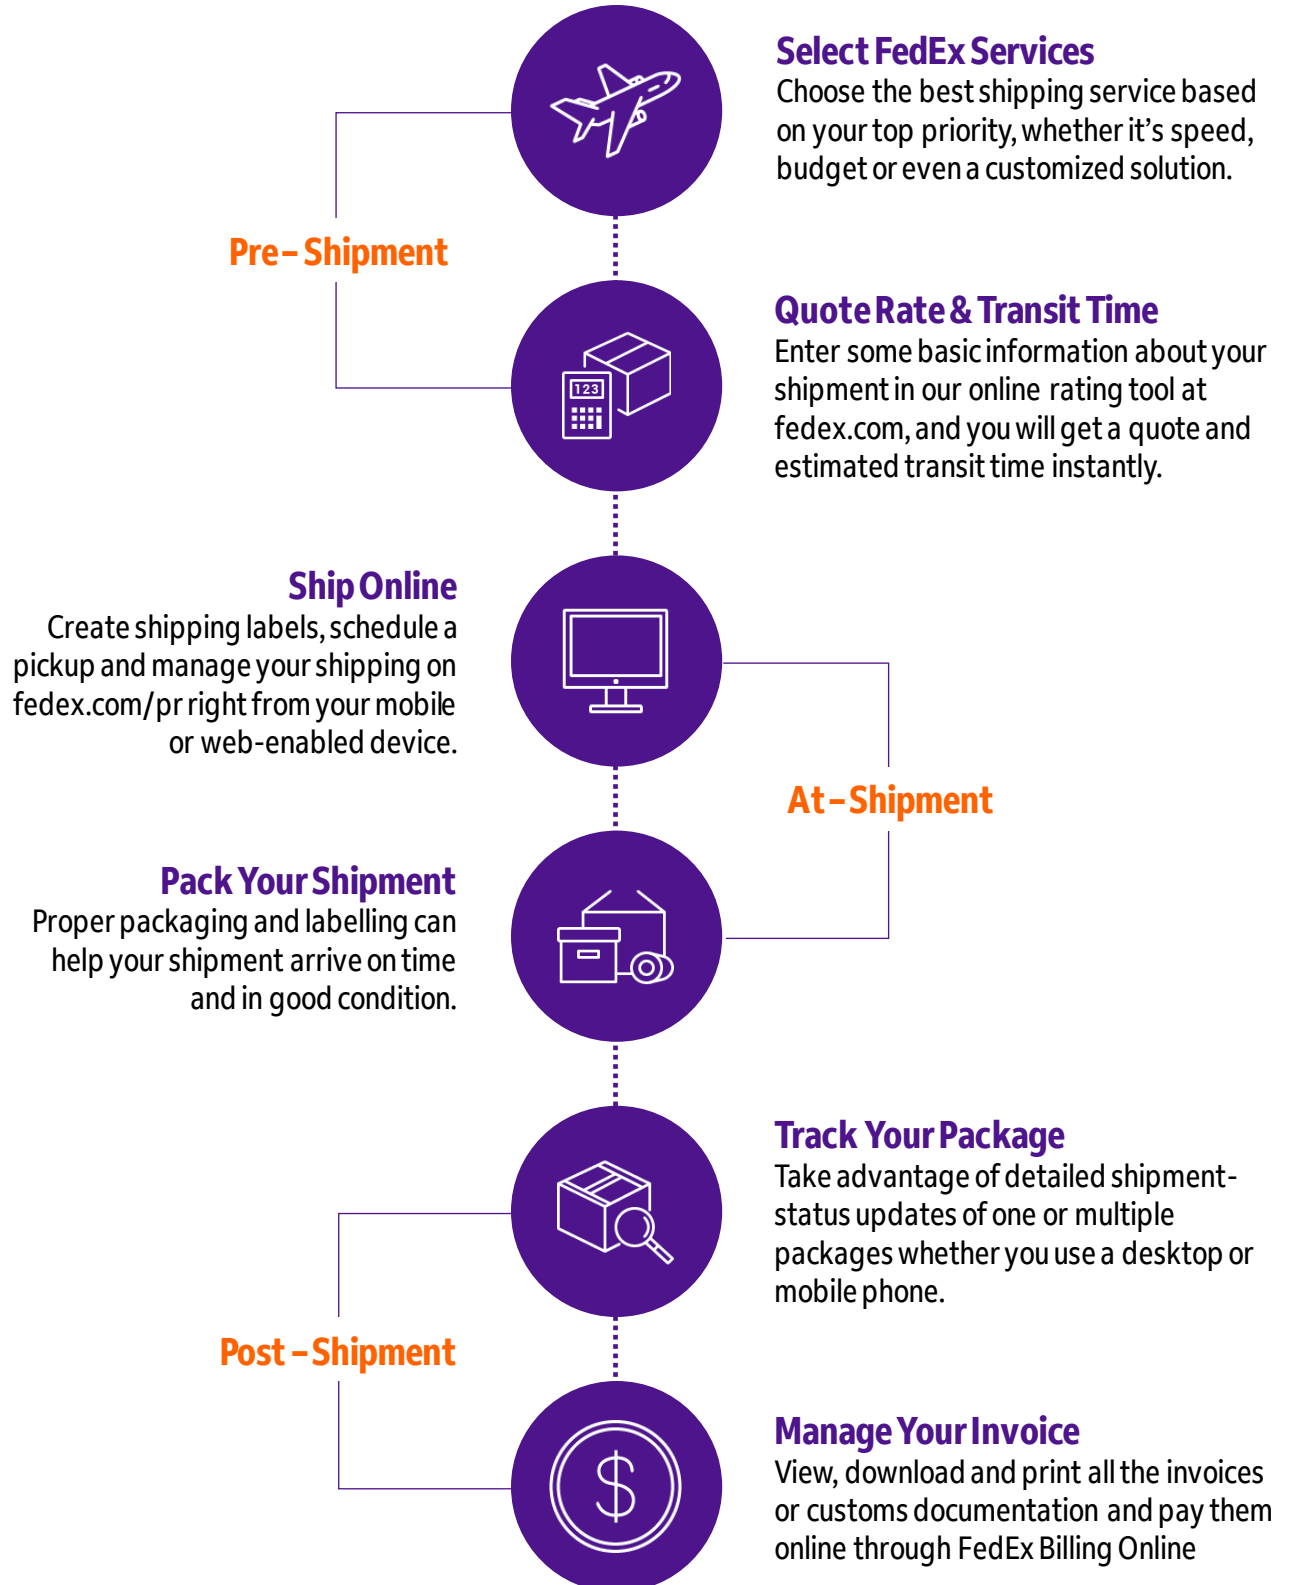 Select FedEx Services
Choose the best shipping service based
on your top priority, whether it’s speed,
budget or even a customized solution.
Pre – Shipment
Quote Rate & Transit Time
Enter some basic information about your
shipment in our online rating tool at
fedex.com, and you will get a quote and
estimated transit time instantly.
123
Ship Online
Create shipping labels, schedule a
pickup and manage your shipping on
fedex.com/pr right from your mobile
or web-enabled device.
At – Shipment
Pack Your Shipment
Proper packaging and labelling can
help your shipment arrive on time
and in good condition.
Track Your Package
Take advantage of detailed shipment-
status updates of one or multiple
packages whether you use a desktop or
mobile phone.
Post – Shipment
Manage Your Invoice
View, download and print all the invoices
or customs documentation and pay them
online through FedEx Billing Online
$